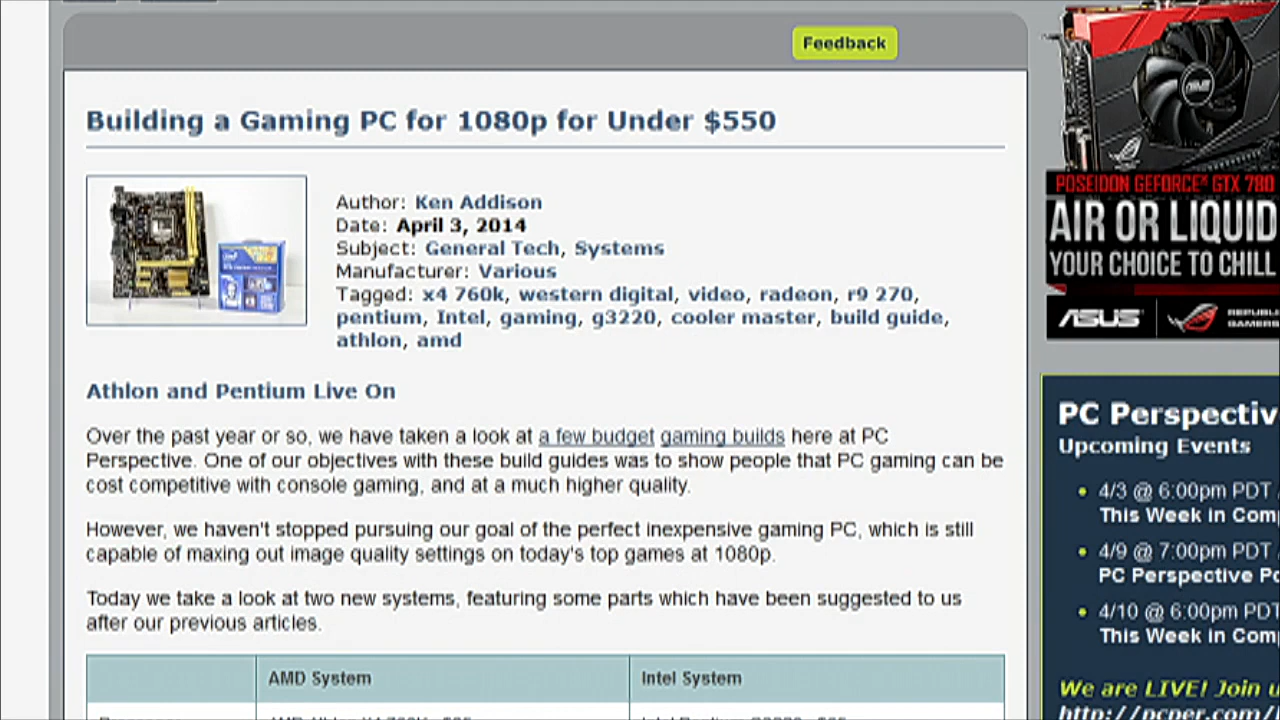 Feedback
Building a Gaming PC for 1080p for Under $550
Author: Ken Addison
Date: April 3, 2014
Subject: General Tech, Systems
Manufacturer: Various
Tagged: x4 760k, western digital, video, radeon, r9 270,
pentium, Intel, gaming, g3220, cooler master, build guide,
athlon, amd
Athlon and Pentium Live On
Over the past year or so, we have taken a look at a few budget gaming builds here at PC
Perspective. One of our objectives with these build guides was to show people that PC gaming can be
cost competitive with console gaming, and at a much higher quality.
However, we haven't stopped pursuing our goal of the perfect inexpensive gaming PC, which is still
capable of maxing out image quality settings on today's top games at 1080p.
Today we take a look at two new systems, featuring some parts which have been suggested to us
after our previous articles.
AMD System
Intel System
ASUS
POSEIDON GEFORCE® GTX 780
AIR OR LIQUID
YOUR CHOICE TO CHILL
ASUS
PC Perspectiv
Upcoming Events
4/3 @ 6:00pm PDT
This Week in Comp
4/9 @ 7:00pm PDT
PC Perspective Po
4/10 @ 6:00pm PDT
This Week in Comp
We are LIVE! Join u
http://pcper.com/l